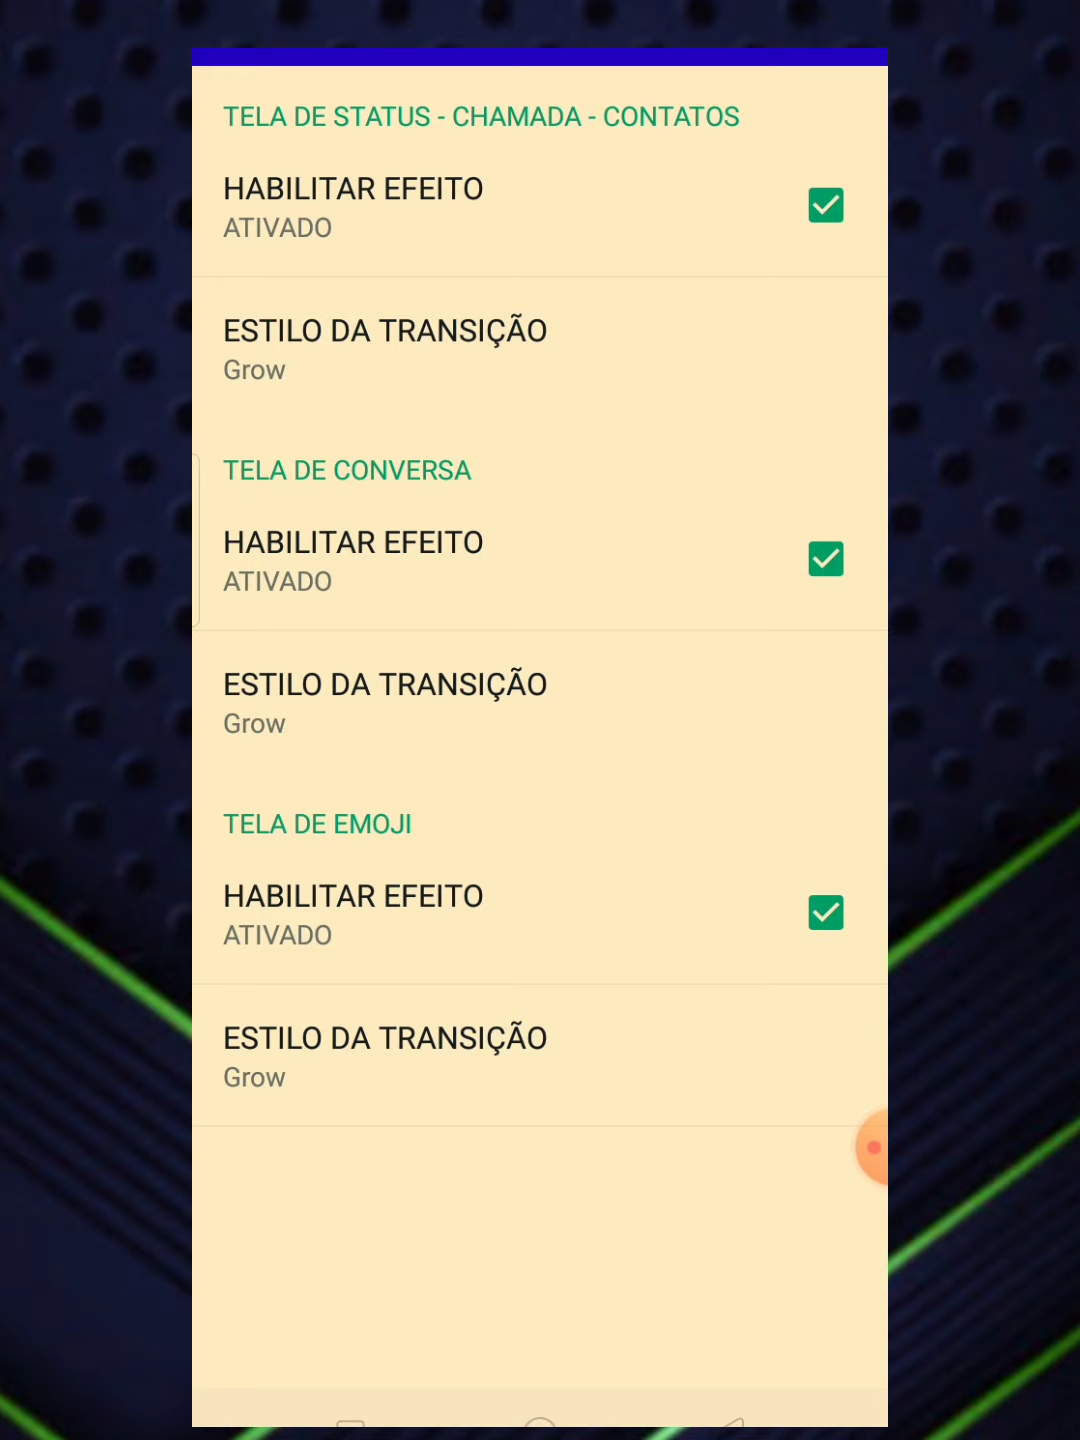 TELA DE STATUS - CHAMADA - CONTATOS
HABILITAR EFEITO
ATIVADO
ESTILO DA TRANSIÇÃO
Grow
TELA DE CONVERSA
HABILITAR EFEITO
ATIVADO
ESTILO DA TRANSIÇÃO
Grow
TELA DE EMOJI
HABILITAR EFEITO
ATIVADO
ESTILO DA TRANSIÇÃO
Grow